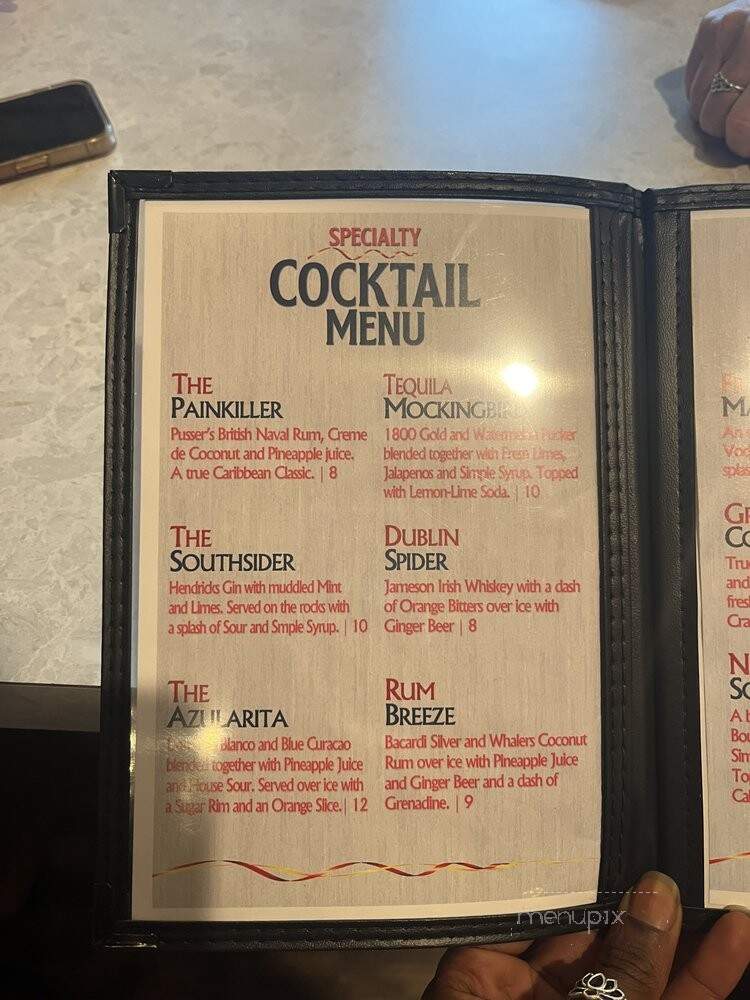 SPECIALTY
COCKTAIL
MENU
THE
PAINKILLER
Pusser's British Naval Rum, Creme
de Coconut and Pineapple juice.
A true Caribbean Classic. | 8
THE
SOUTHSIDER
Hendricks Gin with muddled Mint
and Limes. Served on the rocks with
a splash of Sour and Smple Syrup. | 10
THE
AZULARITA
Blanco and Blue Curacao
blended together with Pineapple Juice
and House Sour. Served over ice with
a Sugar Rim and an Orange Slice. | 12
TEQUILA
MOCKINGBIRD
1800 Gold and Watermelon Pucker
blended together with Fresh Limes,
Jalapenos and Simple Syrup. Topped
with Lemon-Lime Soda. | 10
DUBLIN
SPIDER
Jameson Irish Whiskey with a dash
of Orange Bitters over ice with
Ginger Beer | 8
RUM
BREEZE
Bacardi Silver and Whalers Coconut
Rum over ice with Pineapple Juice
and Ginger Beer and a dash of
Grenadine. | 9
menupix